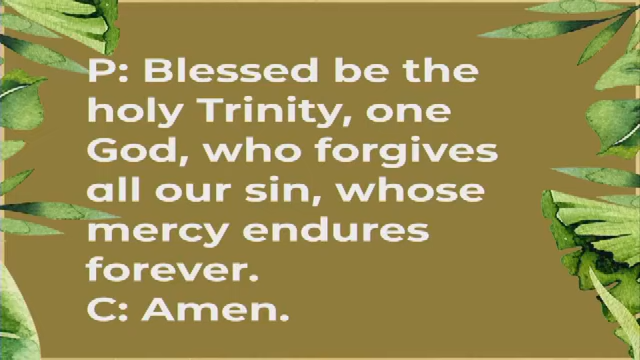 P: Blessed be the
holy Trinity, one
God, who forgives
all our sin, whose
mercy endures
forever.
C: Amen.